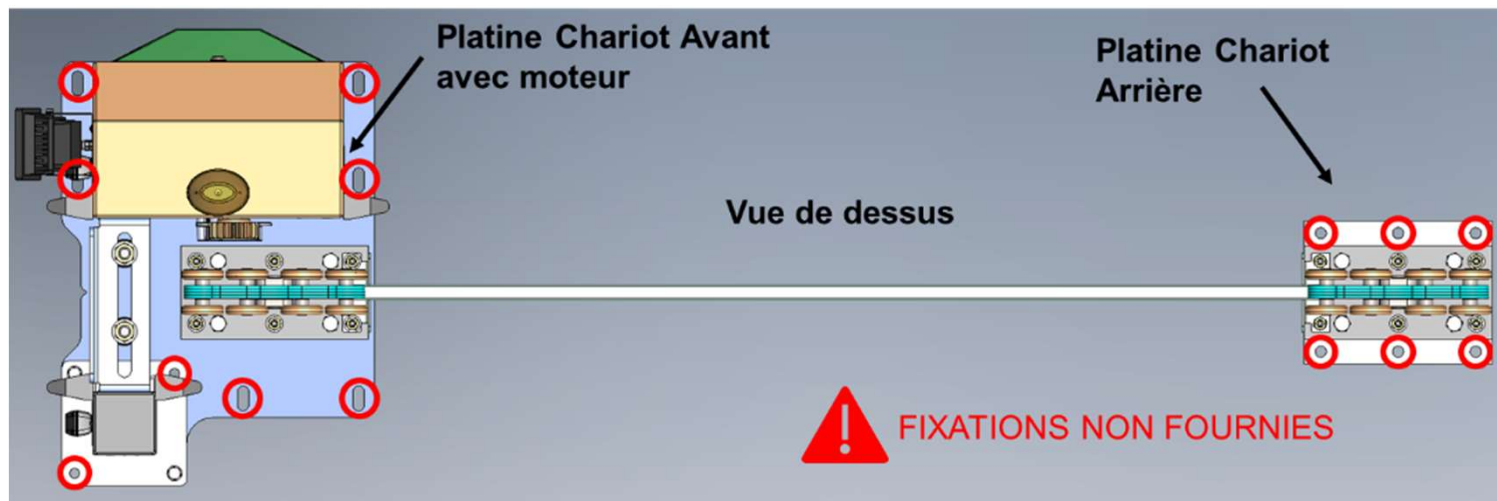 Platine Chariot Avant
avec moteur
Platine Chariot
Arrière
Vue de dessus
FIXATIONS NON FOURNIES